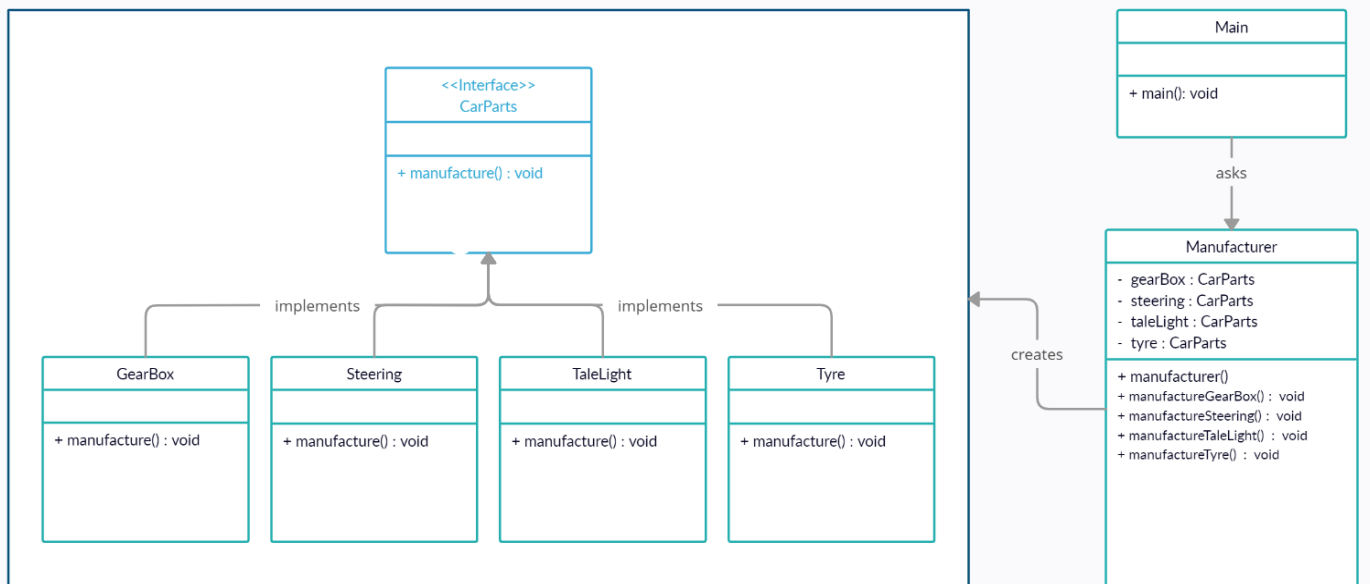 <<Interface>>
CarParts
+ manufacture() : void
implements
implements
GearBox
+ manufacture() : void
Steering
+ manufacture() : void
TaleLight
+ manufacture() : void
Tyre
+ manufacture() : void
Main
+ main(): void
asks
Manufacturer
- gearBox : CarParts
- steering : CarParts
- taleLight : CarParts
- tyre : CarParts
+ manufacturer()
+ manufactureGearBox() : void
+ manufactureSteering() : void
+ manufactureTaleLight() : void
+ manufactureTyre() : void
creates